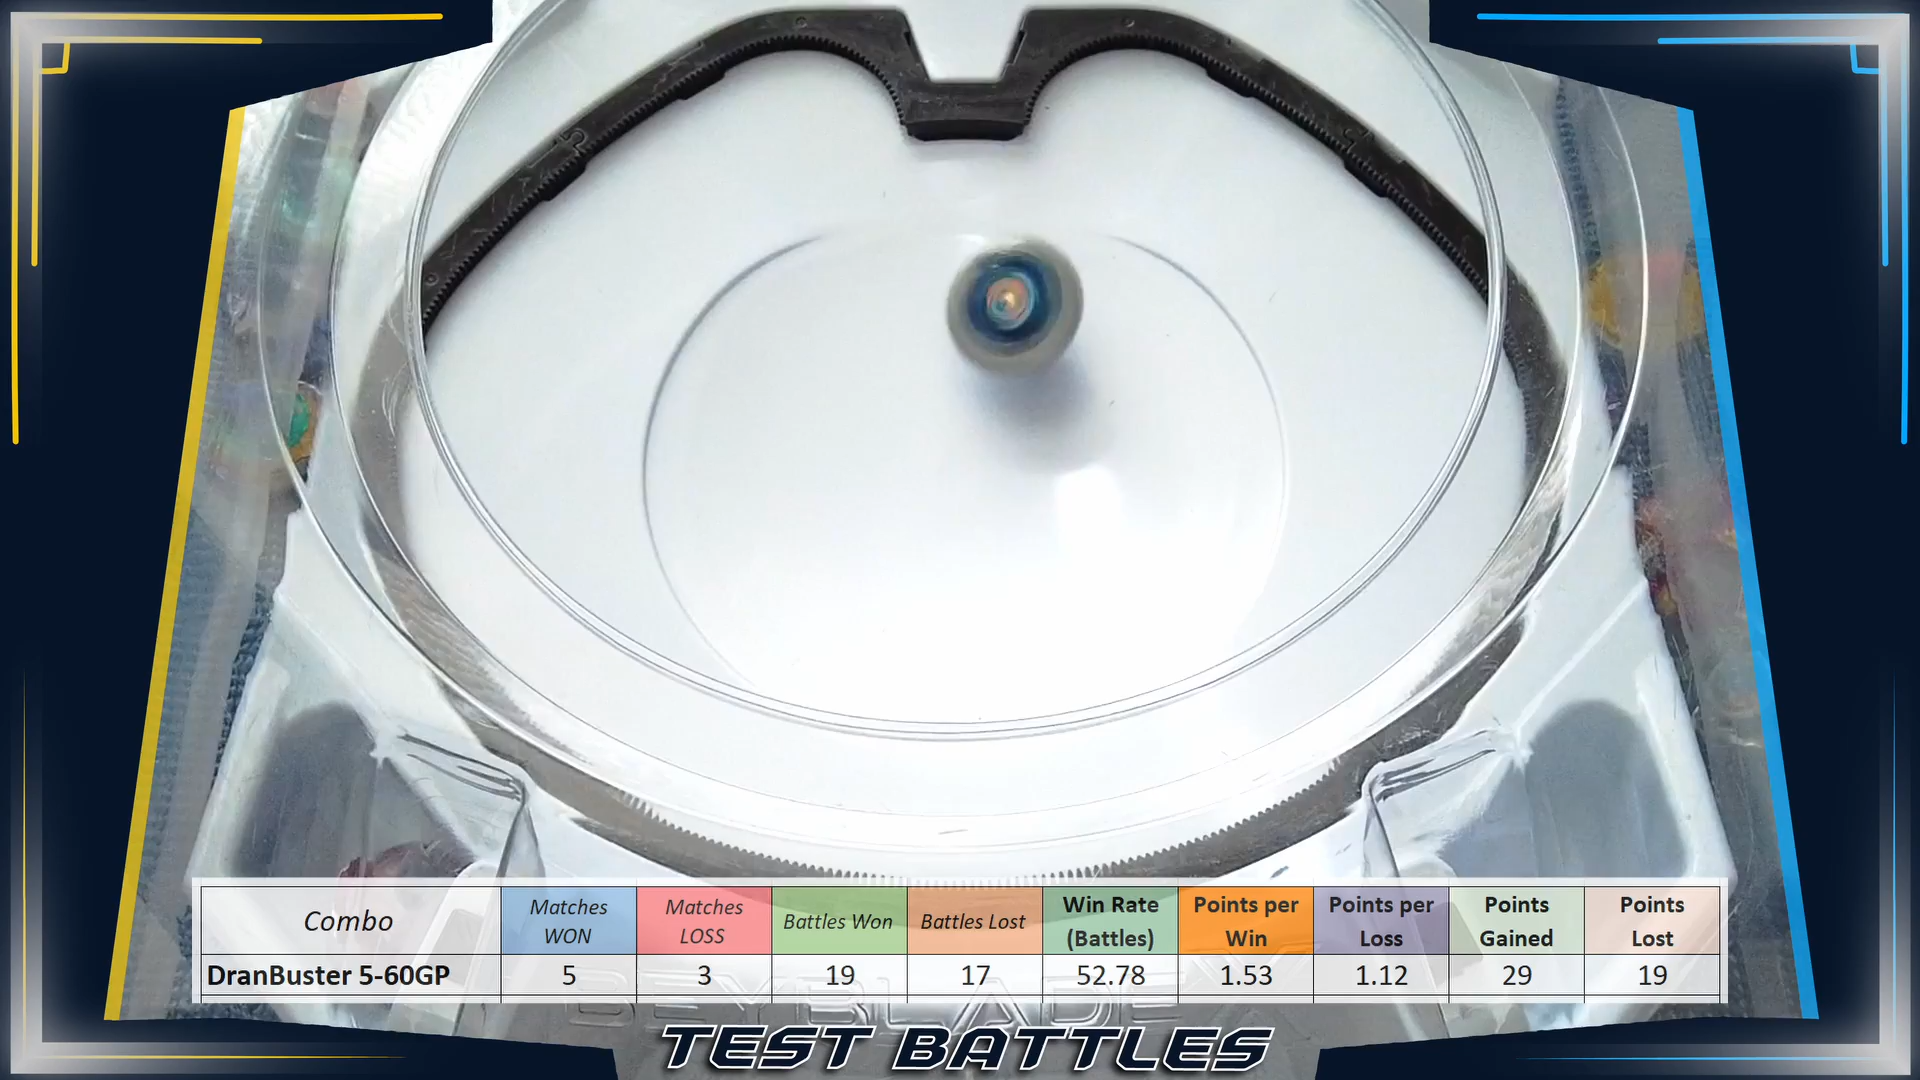 Combo
Matches WON
Matches LOSS
Battles Won
Battles Lost
Win Rate (Battles)
Points per Win
Points per Loss
Points Gained
Points Lost
DranBuster 5-60GP 5 3 19 17 52.78 1.53 1.12 29 19
BEYBLADE
TEST BATTLES